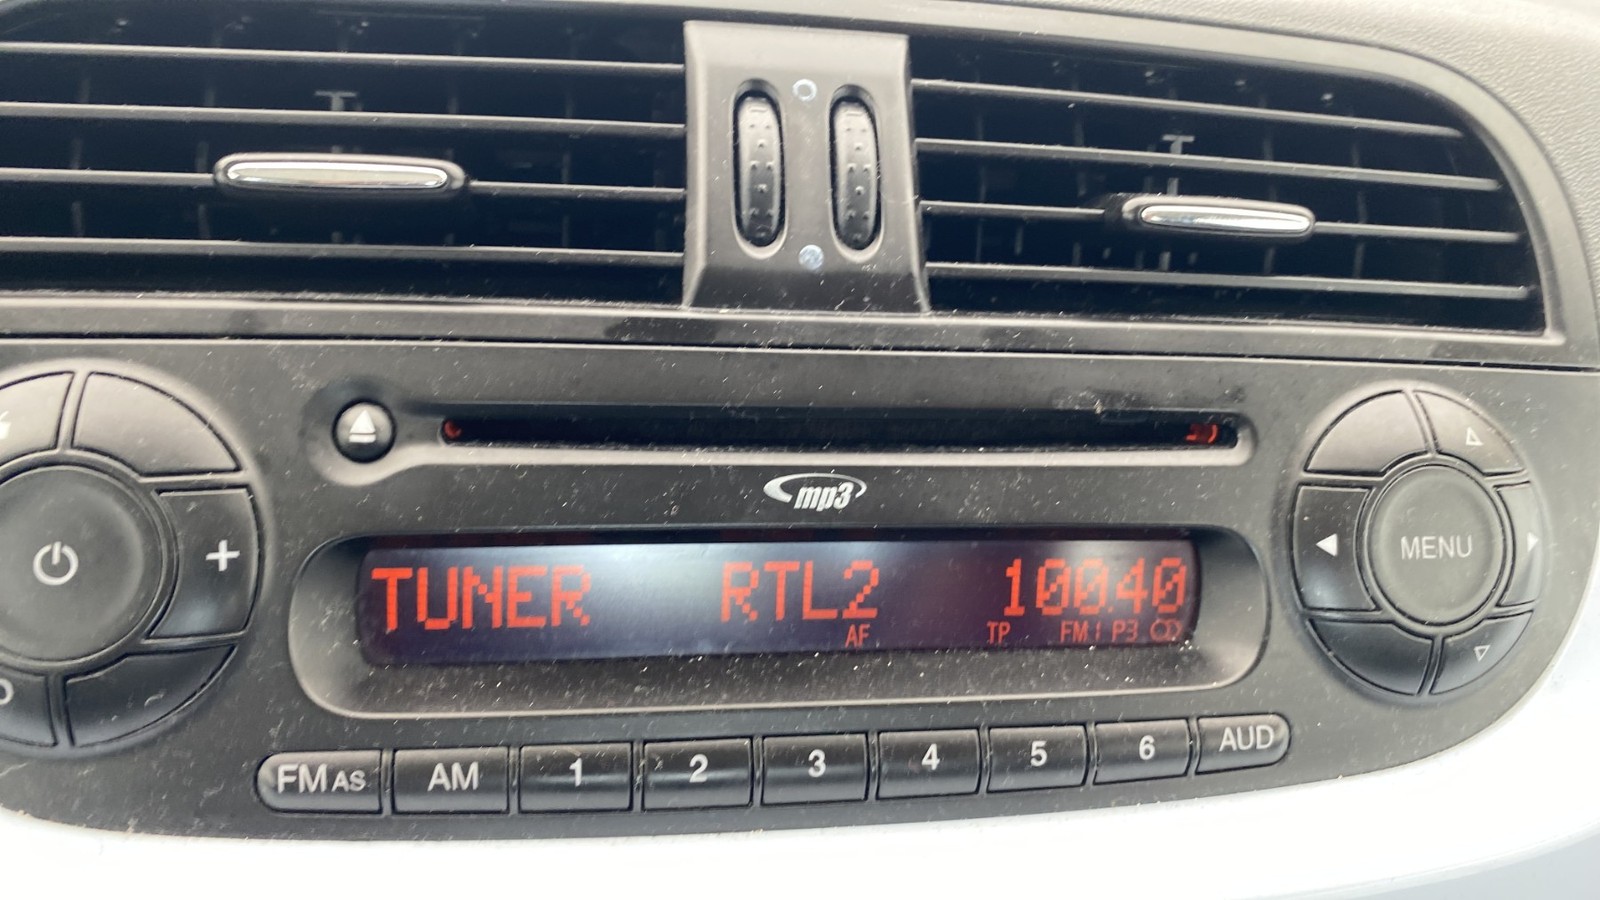 mp3
TUNER RTL2 100.40
AF TP FM1 P3
+
MENU
FM AS AM 1 2 3 4 5 6 AUD